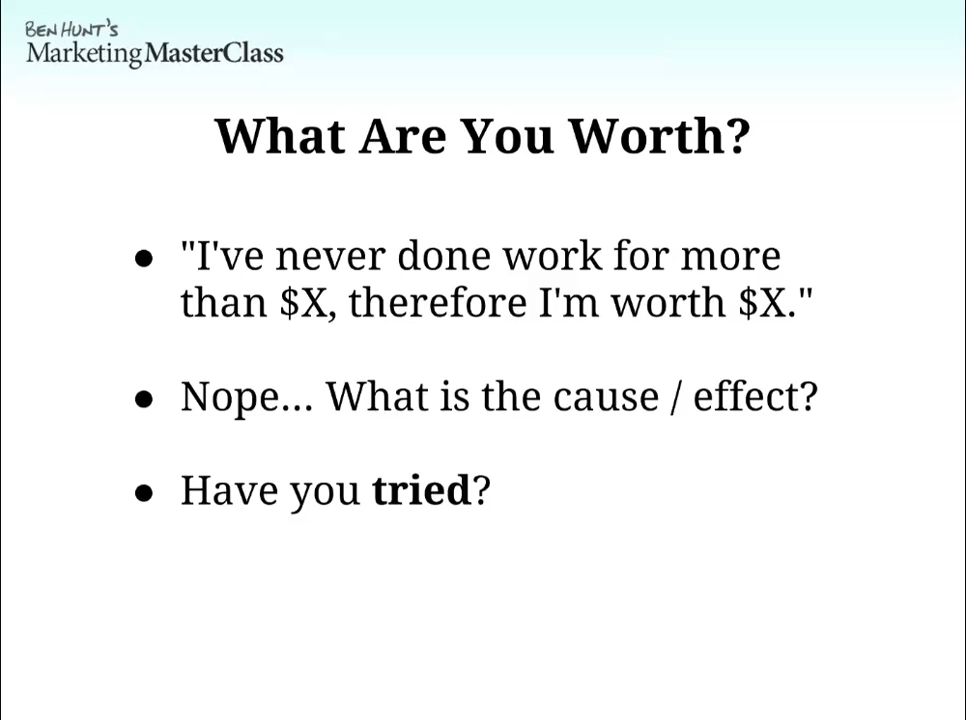 BEN HUNT'S
MarketingMasterClass
What Are You Worth?
● "I've never done work for more
than $X, therefore I'm worth $X."
● Nope... What is the cause / effect?
● Have you tried?